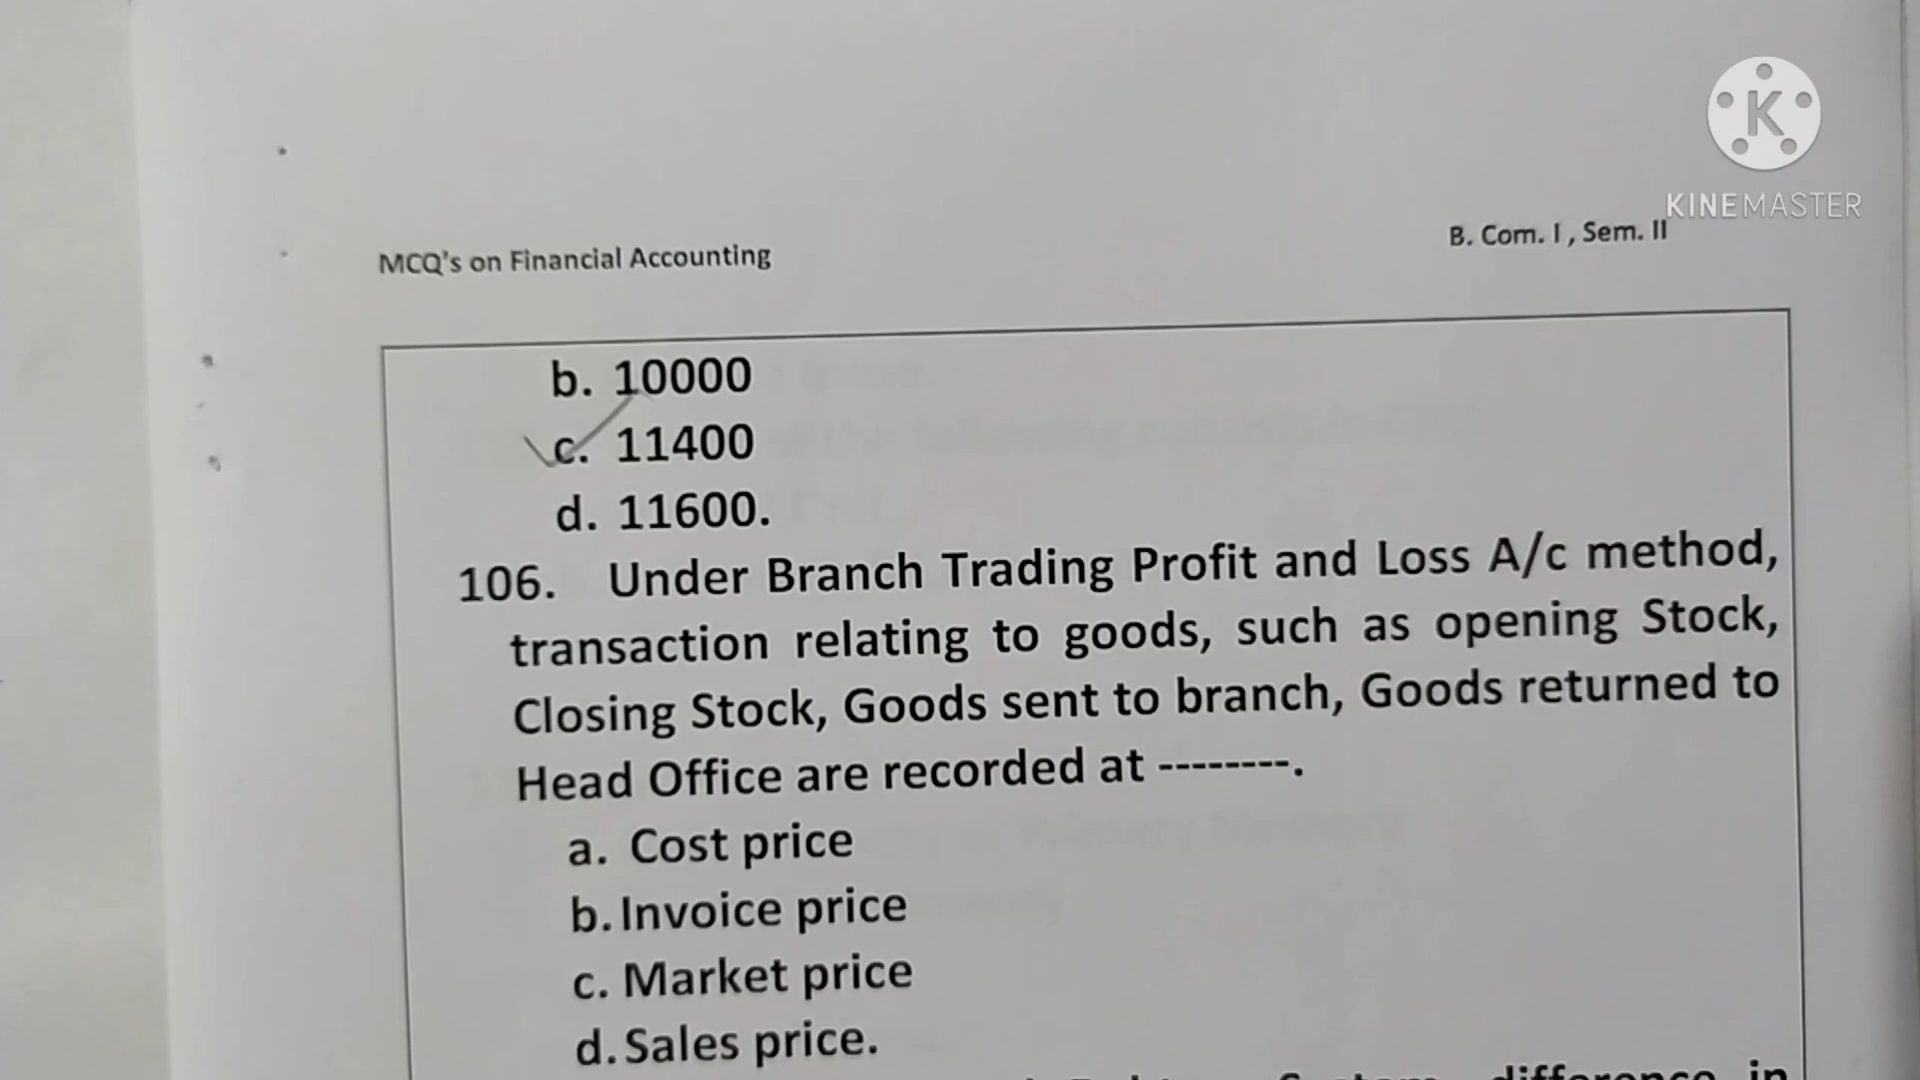 K
KINEMASTER
MCQ's on Financial Accounting
B. Com. I , Sem. II
b. 10000
c. 11400
d. 11600.
106. Under Branch Trading Profit and Loss A/c method,
transaction relating to goods, such as opening Stock,
Closing Stock, Goods sent to branch, Goods returned to
Head Office are recorded at --------.
a. Cost price
b. Invoice price
c. Market price
d. Sales price.
difference in